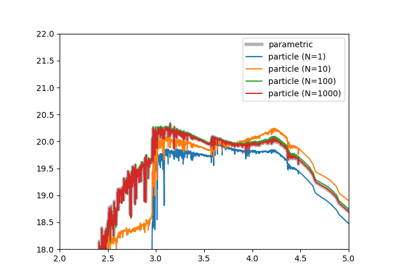 22.0
21.5
21.0
20.5
20.0
19.5
19.0
18.5
18.0
2.0 2.5 3.0 3.5 4.0 4.5 5.0
parametric
particle (N=1)
particle (N=10)
particle (N=100)
particle (N=1000)